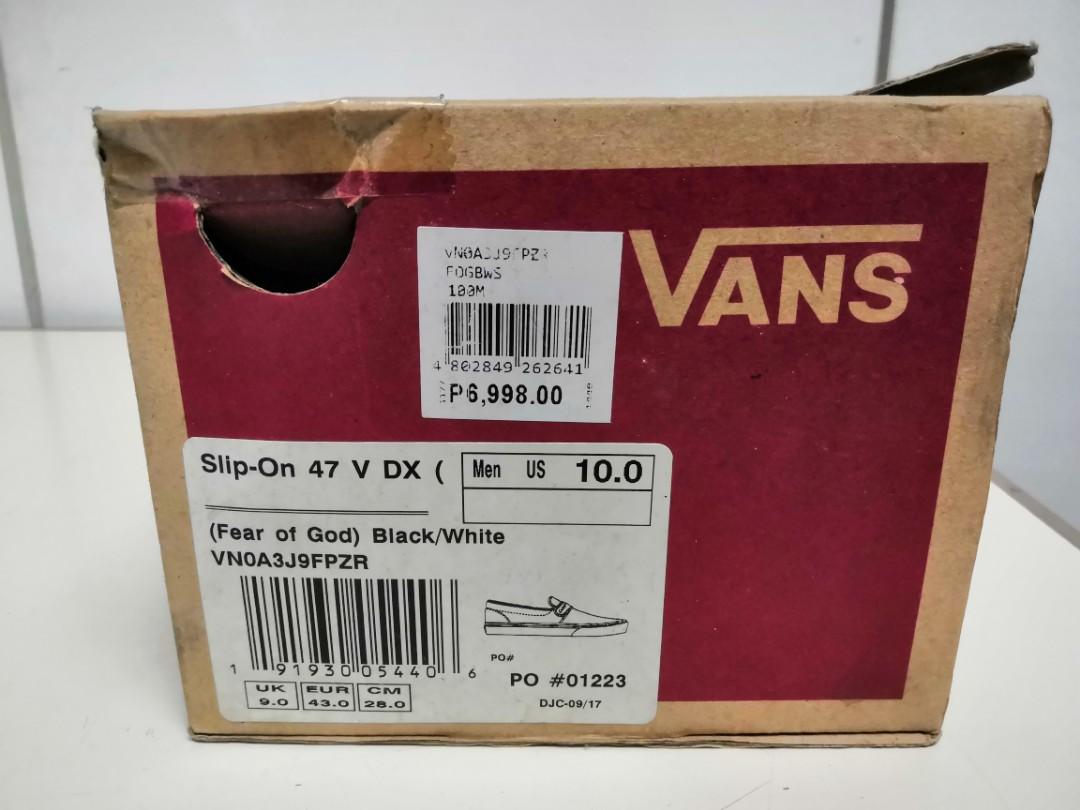 VN0A3J9FPZR
FOGBWS
100M
4 802849 262641
P6,998.00
VANS
Slip-On 47 V DX (
Men US 10.0
(Fear of God) Black/White
VN0A3J9FPZR
1 91930 05440 6
PO#
PO #01223
UK EUR CM
9.0 43.0 28.0
DJC-09/17